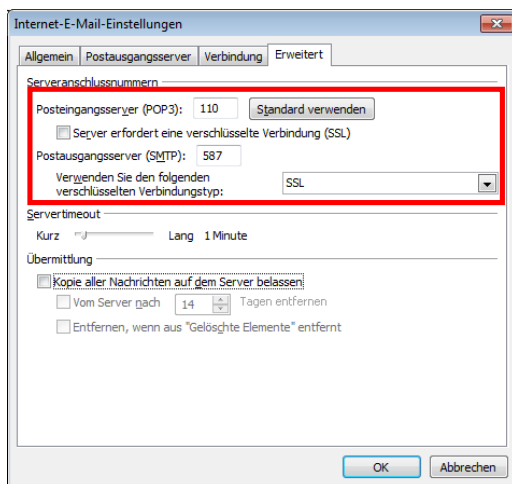 Internet-E-Mail-Einstellungen
Allgemein Postausgangsserver Verbindung Erweitert
Serveranschlussnummern
Posteingangsserver (POP3): 110 Standard verwenden
Server erfordert eine verschlüsselte Verbindung (SSL)
Postausgangsserver (SMTP): 587
Verwenden Sie den folgenden
verschlüsselten Verbindungstyp: SSL
Servertimeout
Kurz Lang 1 Minute
Übermittlung
Kopie aller Nachrichten auf dem Server belassen
Vom Server nach 14 Tagen entfernen
Entfernen, wenn aus "Gelöschte Elemente" entfernt
OK Abbrechen